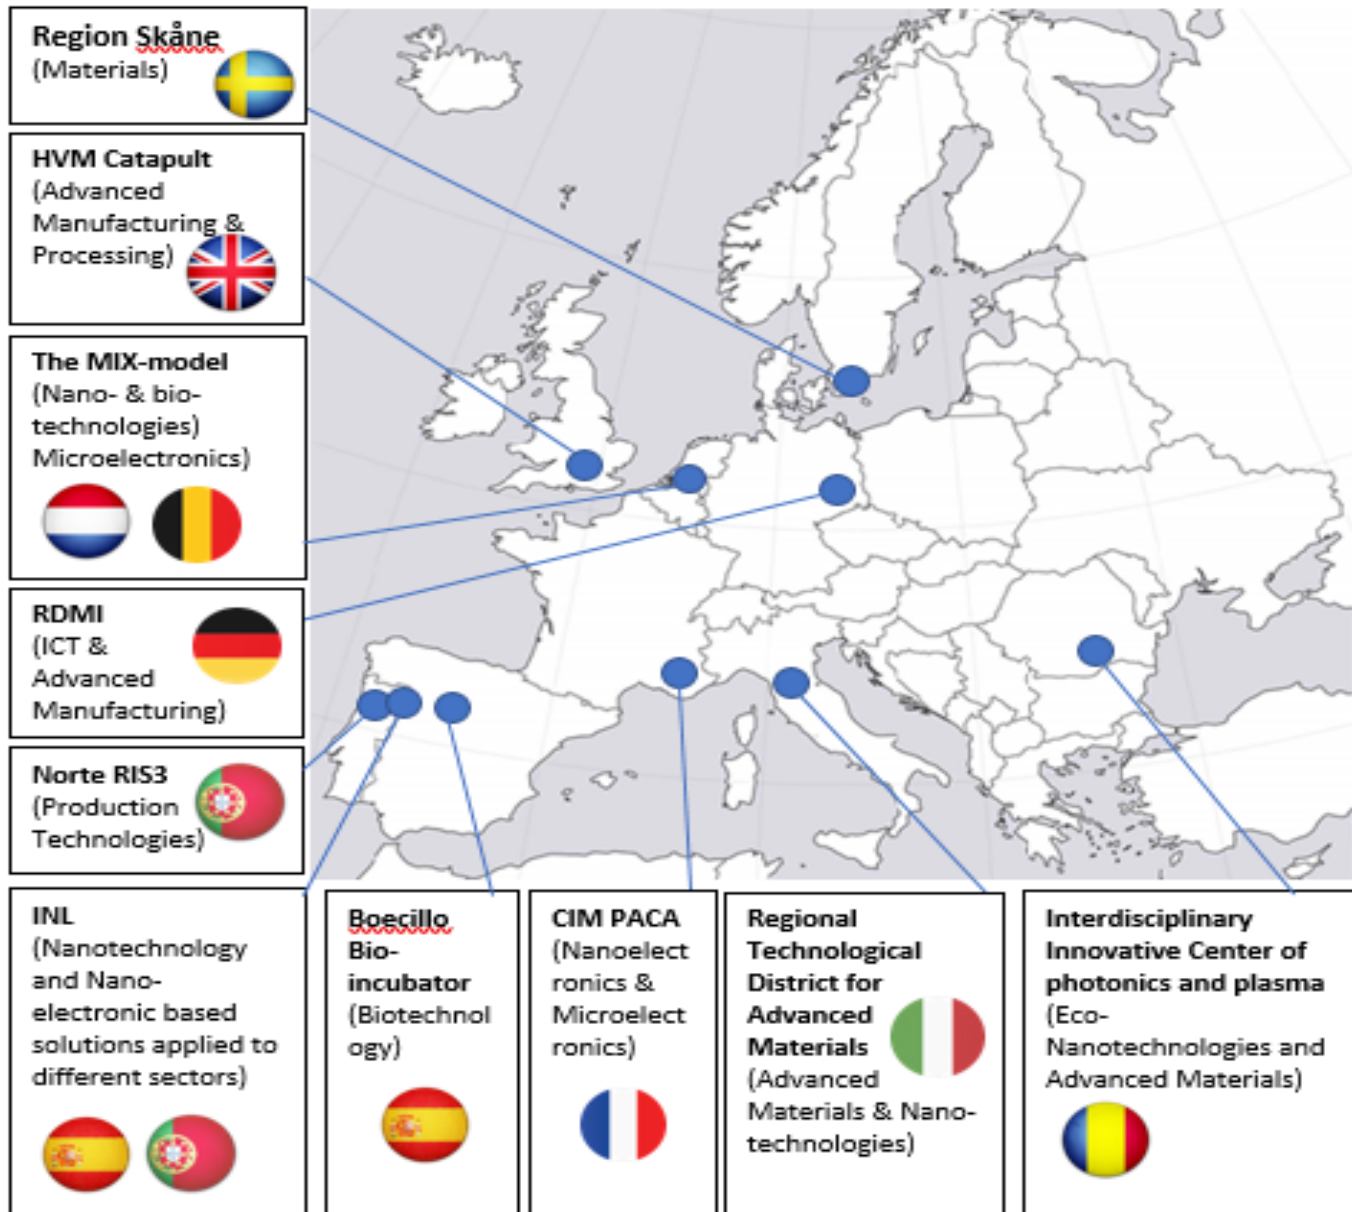 Region Skåne
(Materials)
HVM Catapult
(Advanced
Manufacturing &
Processing)
The MIX-model
(Nano- & bio-
technologies)
Microelectronics)
RDMI
(ICT &
Advanced
Manufacturing)
Norte RIS3
(Production
Technologies)
INL
(Nanotechnology
and Nano-
electronic based
solutions applied to
different sectors)
Boecillo
Bio-
incubator
(Biotechnol
ogy)
CIM PACA
(Nanoelect
ronics &
Microelect
ronics)
Regional
Technological
District for
Advanced
Materials
(Advanced
Materials & Nano-
technologies)
Interdisciplinary
Innovative Center of
photonics and plasma
(Eco-
Nanotechnologies and
Advanced Materials)